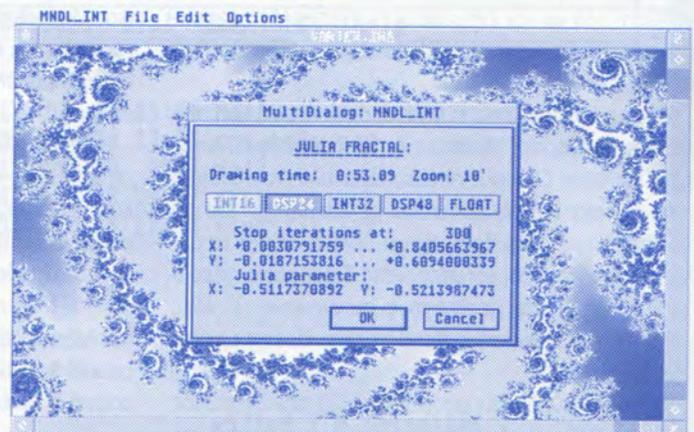 MNDL_INT File Edit Options
VORTEX.IMA
MultiDialog: MNDL_INT
JULIA FRACTAL:
Drawing time: 0:53.09 Zoom: 10'
INT16 DSP24 INT32 DSP48 FLOAT
Stop iterations at: 300
X: +0.0030791759 ... +0.8405663967
Y: -0.0187153816 ... +0.6094000339
Julia parameter:
X: -0.5117370892 Y: -0.5213987473
OK Cancel